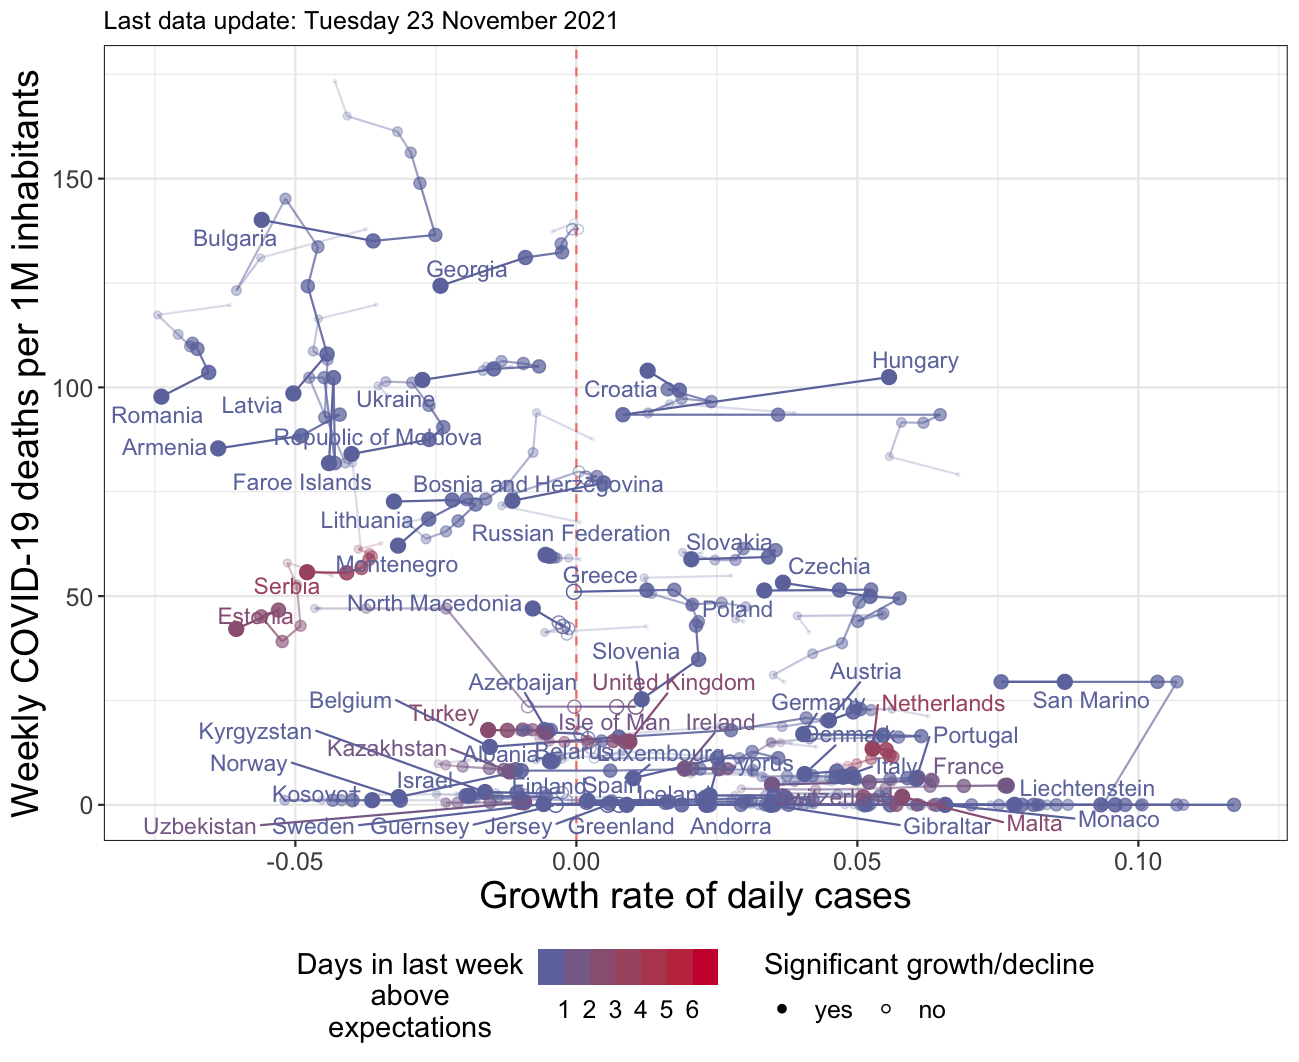 Last data update: Tuesday 23 November 2021
Weekly COVID-19 deaths per 1M inhabitants
150
100
50
0
Bulgaria
Georgia
Hungary
Croatia
Ukraine
Latvia
Romania
Republic of Moldova
Armenia
Faroe Islands
Bosnia and Herzegovina
Lithuania
Russian Federation
Slovakia
Montenegro
Czechia
Greece
Serbia
North Macedonia
Poland
Estonia
Slovenia
Austria
Azerbaijan
United Kingdom
San Marino
Belgium
Germany
Netherlands
Turkey
Isle of Man
Ireland
Kyrgyzstan
Denmark
Portugal
Kazakhstan
Albania
Belarus
Luxembourg
Cyprus
Norway
Italy
France
Israel
Finland
Spain
Iceland
Switzerland
Liechtenstein
Kosovo†
Uzbekistan
Sweden
Guernsey
Jersey
Greenland
Andorra
Gibraltar
Malta
Monaco
-0.05
0.00
0.05
0.10
Growth rate of daily cases
Days in last week
above
expectations
1 2 3 4 5 6
Significant growth/decline
yes
no